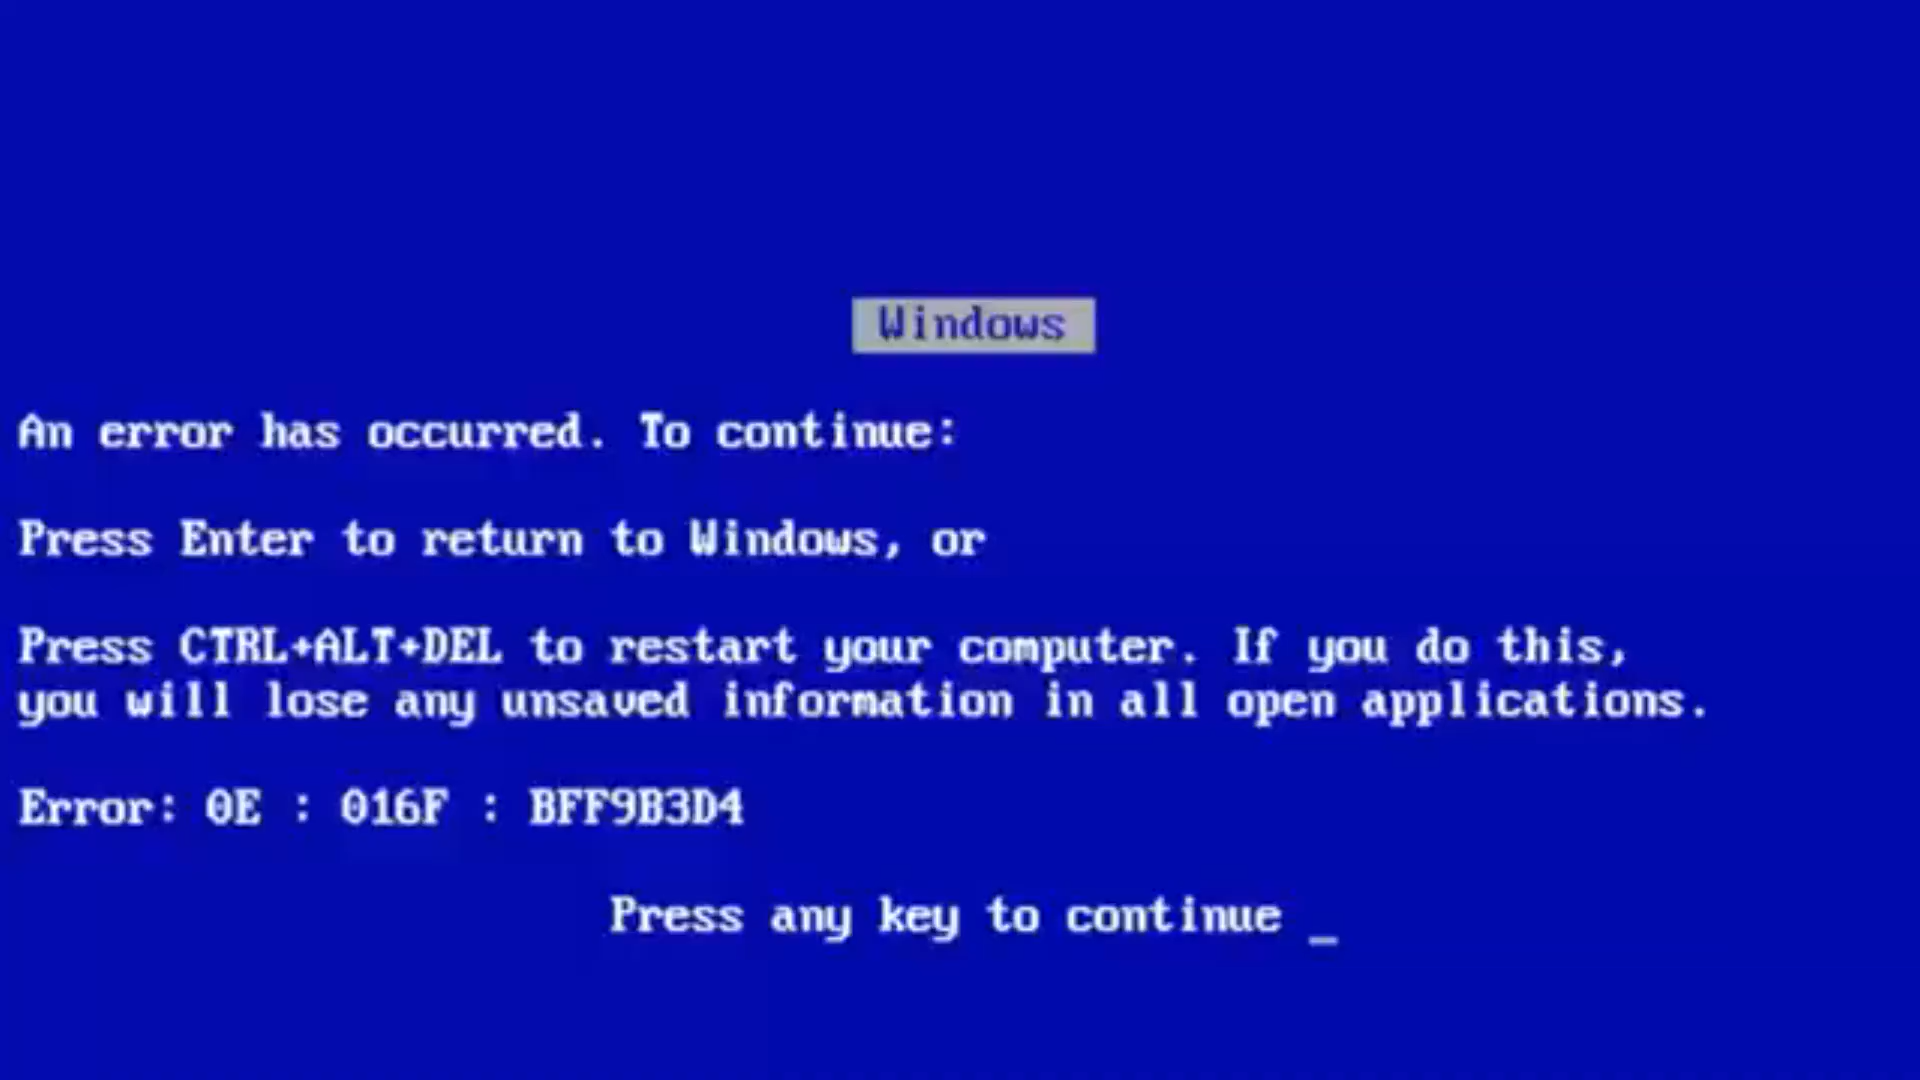 Windows
An error has occurred. To continue:
Press Enter to return to Windows, or
Press CTRL+ALT+DEL to restart your computer. If you do this,
you will lose any unsaved information in all open applications.
Error: 0E : 016F : BFF9B3D4
Press any key to continue _